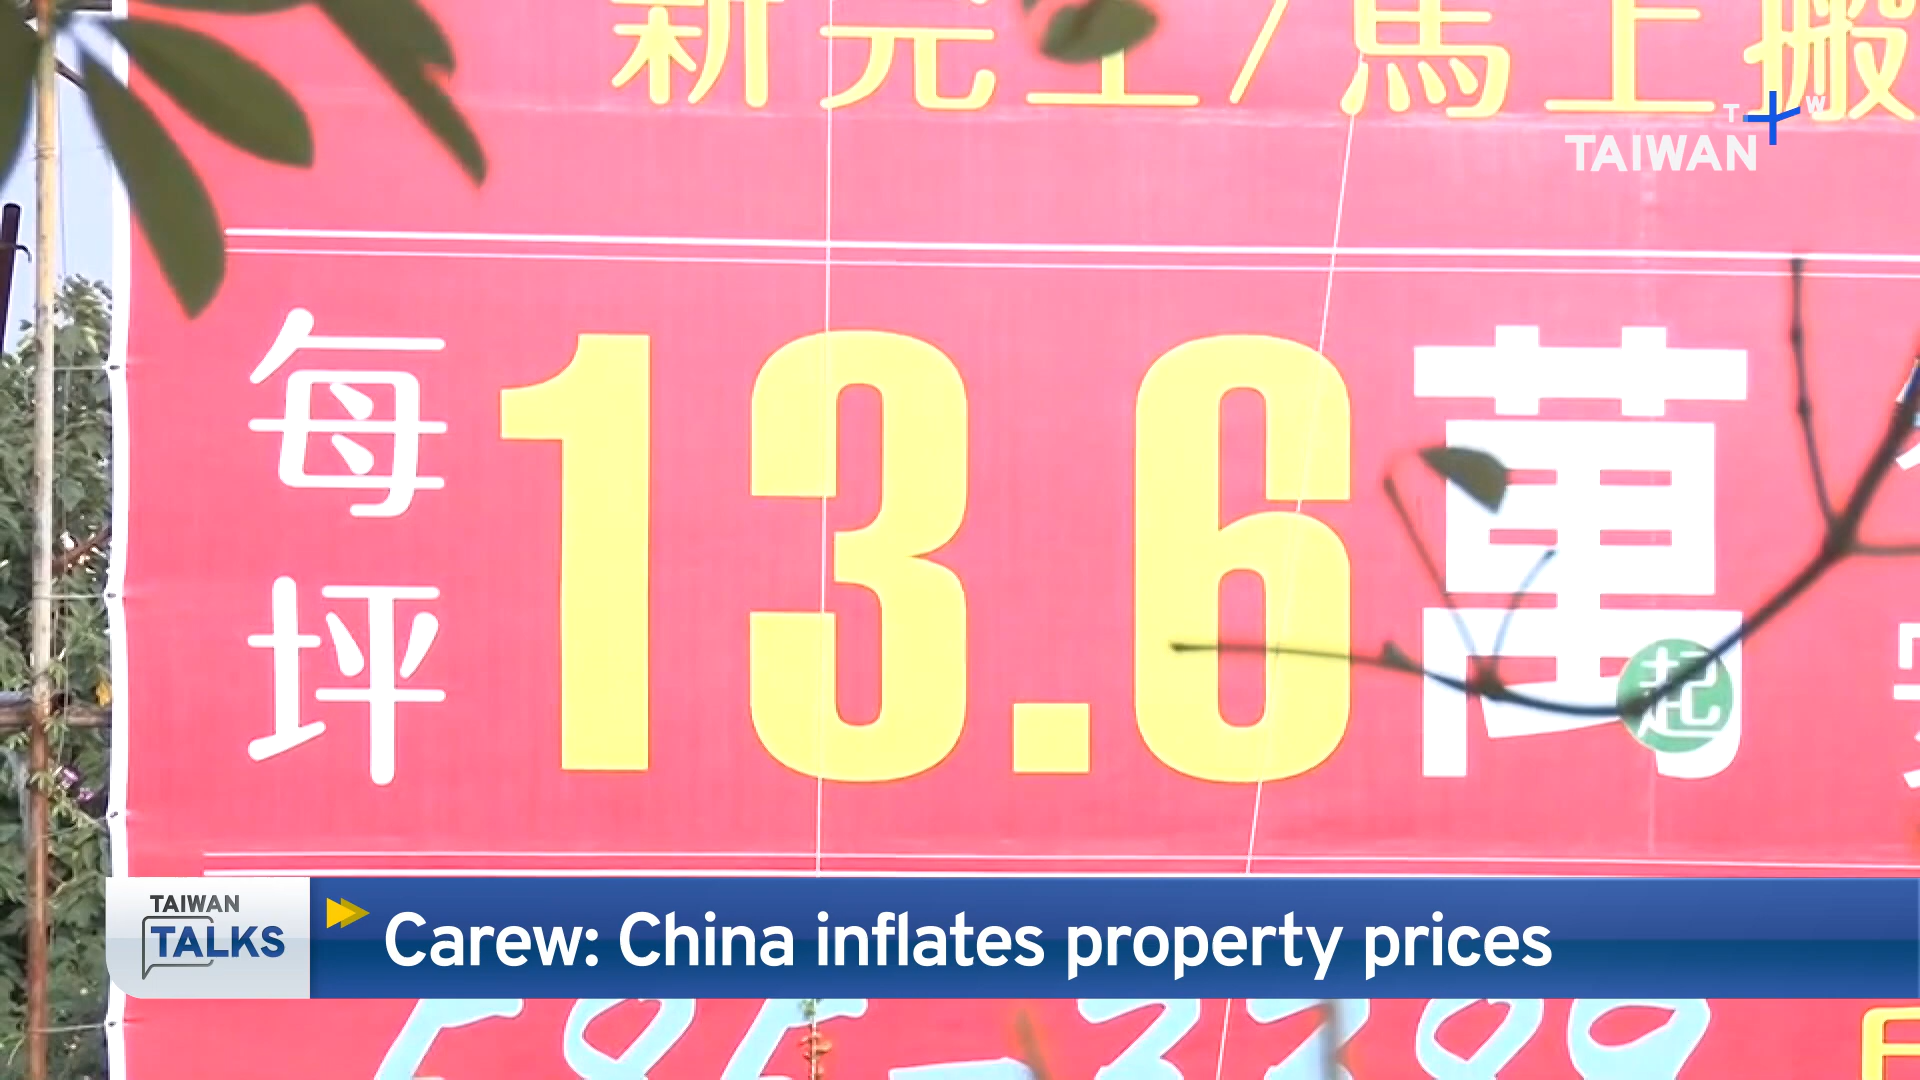 新完工/馬上搬
T W
TAIWAN+
每坪 13.6萬起
TAIWAN TALKS
Carew: China inflates property prices